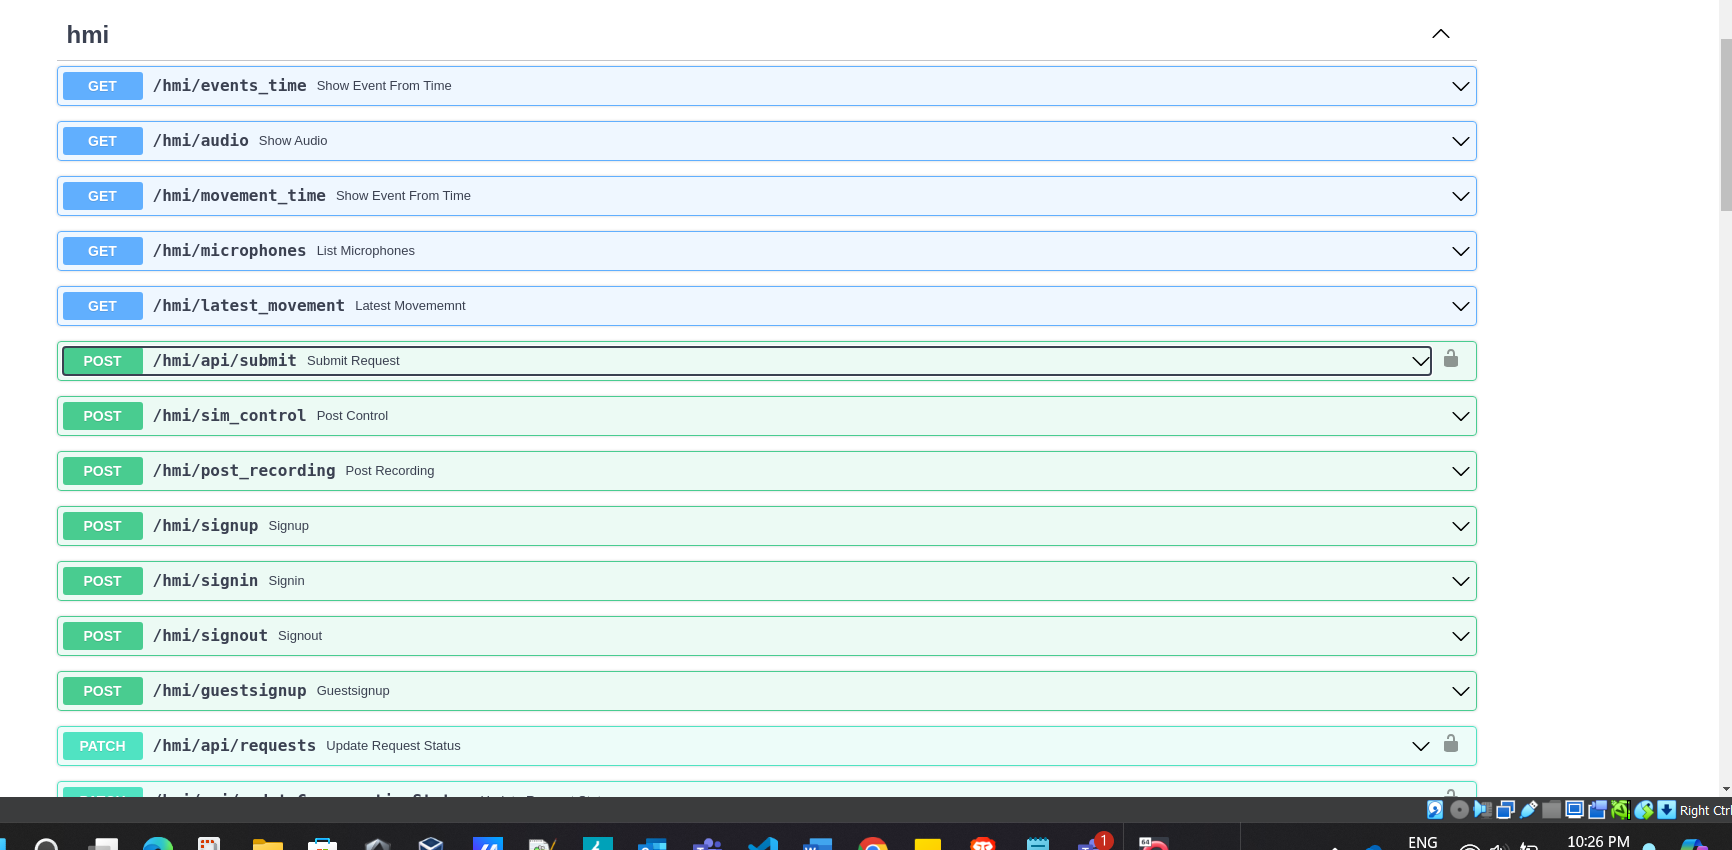 hmi
GET /hmi/events_time Show Event From Time
GET /hmi/audio Show Audio
GET /hmi/movement_time Show Event From Time
GET /hmi/microphones List Microphones
GET /hmi/latest_movement Latest Movememnt
POST /hmi/api/submit Submit Request
POST /hmi/sim_control Post Control
POST /hmi/post_recording Post Recording
POST /hmi/signup Signup
POST /hmi/signin Signin
POST /hmi/signout Signout
POST /hmi/guestsignup Guestsignup
PATCH /hmi/api/requests Update Request Status
Right Ctrl
1
64
ENG
10:26 PM